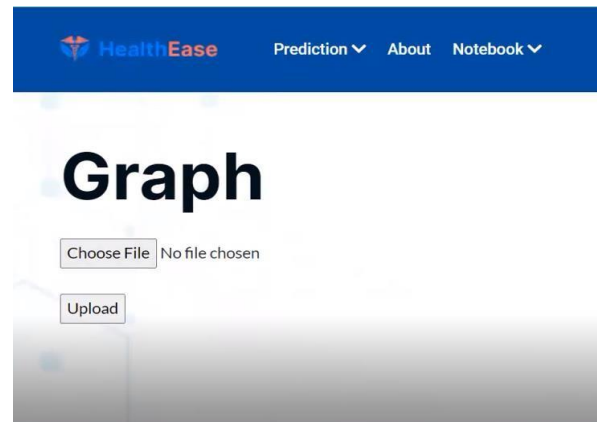 HealthEase Prediction About Notebook
Graph
Choose File No file chosen
Upload